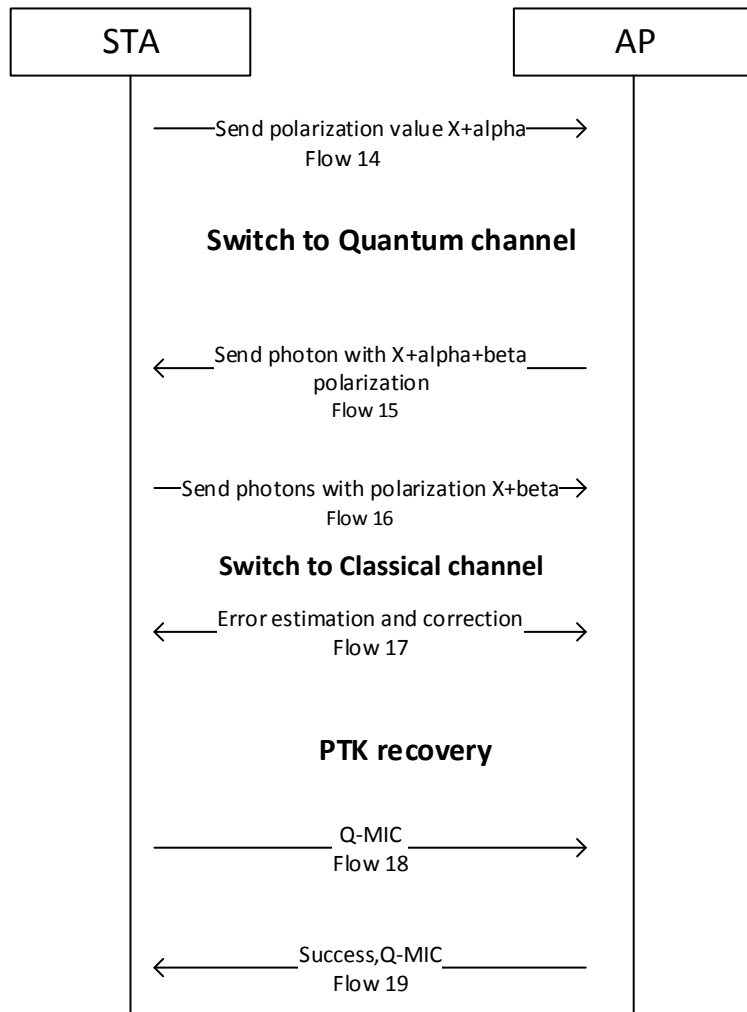 STA
AP
Send polarization value X+alpha
Flow 14
Switch to Quantum channel
Send photon with X+alpha+beta
polarization
Flow 15
Send photons with polarization X+beta
Flow 16
Switch to Classical channel
Error estimation and correction
Flow 17
PTK recovery
Q-MIC
Flow 18
Success,Q-MIC
Flow 19